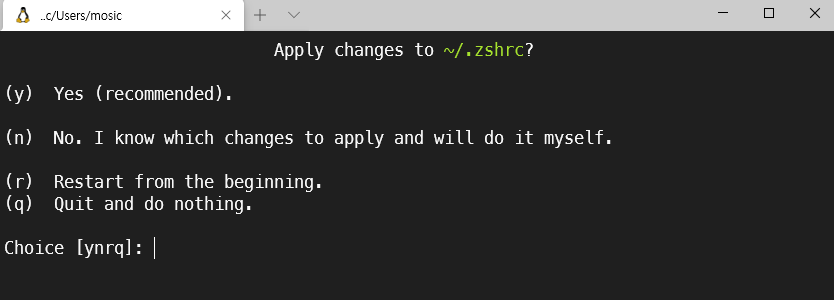 ..c/Users/mosic
Apply changes to ~/.zshrc?
(y) Yes (recommended).
(n) No. I know which changes to apply and will do it myself.
(r) Restart from the beginning.
(q) Quit and do nothing.
Choice [ynrq]: